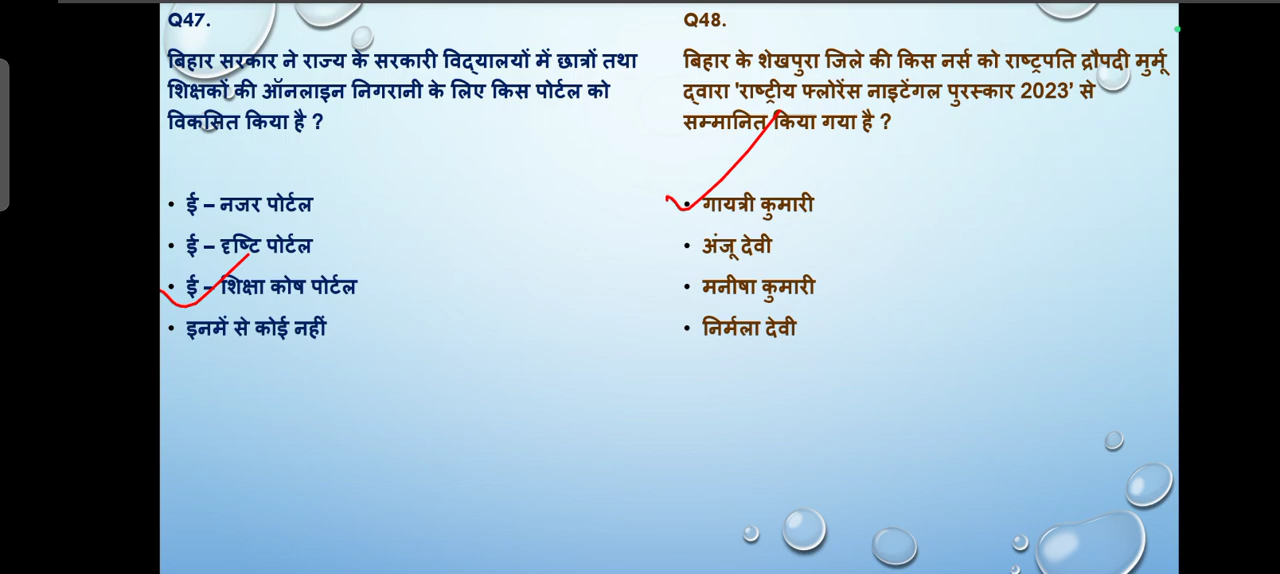 Q47.
बिहार सरकार ने राज्य के सरकारी विद्यालयों में छात्रों तथा
शिक्षकों की ऑनलाइन निगरानी के लिए किस पोर्टल को
विकसित किया है ?
• ई – नजर पोर्टल
• ई – दृष्टि पोर्टल
• ई – शिक्षा कोष पोर्टल
• इनमें से कोई नहीं
Q48.
बिहार के शेखपुरा जिले की किस नर्स को राष्ट्रपति द्रौपदी मुर्मू
द्वारा 'राष्ट्रीय फ्लोरेंस नाइटेंगल पुरस्कार 2023’ से
सम्मानित किया गया है ?
• गायत्री कुमारी
• अंजू देवी
• मनीषा कुमारी
• निर्मला देवी